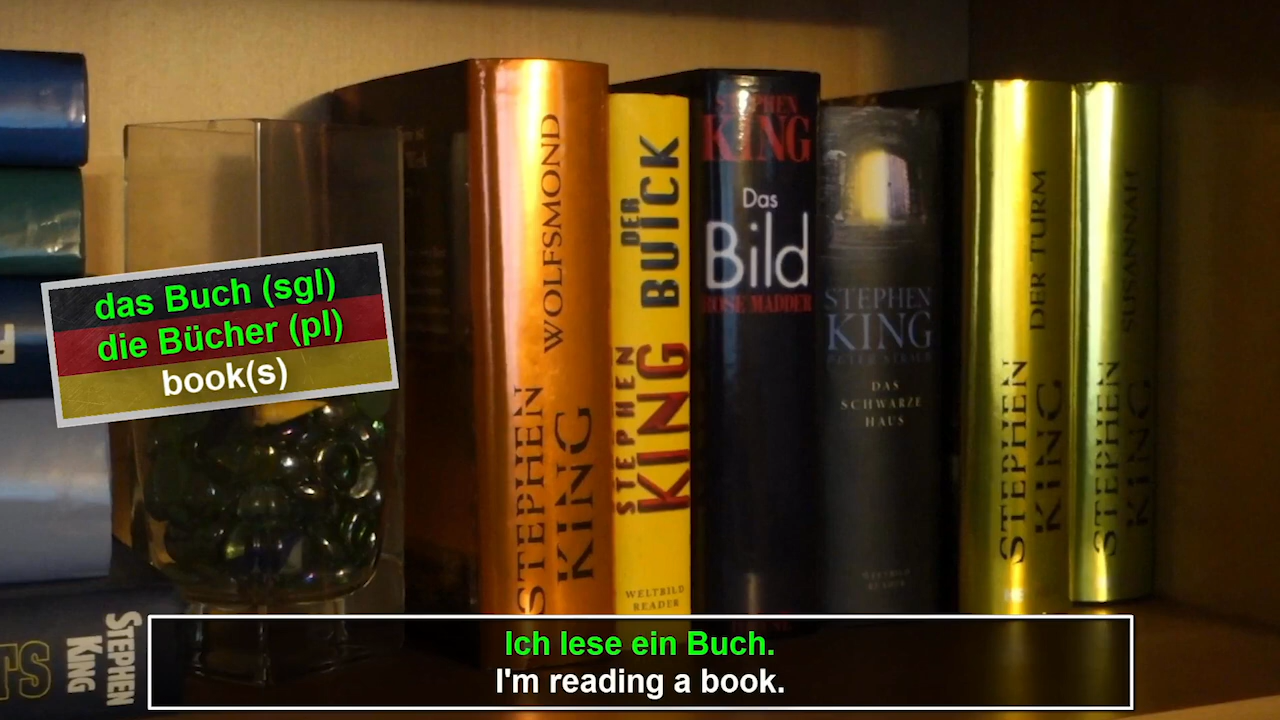 das Buch (sgl)
die Bücher (pl)
book(s)
STEPHEN KING
WOLFSMOND
STEPHEN KING
DER BUICK
WELTBILD
READER
STEPHEN
KING
Das
Bild
ROSE MADDER
STEPHEN
KING
PETER STRAUB
DAS
SCHWARZE
HAUS
WELTBILD
READER
STEPHEN KING
DER TURM
STEPHEN KING
SUSANNAH
STEPHEN
KING
Ich lese ein Buch.
I'm reading a book.